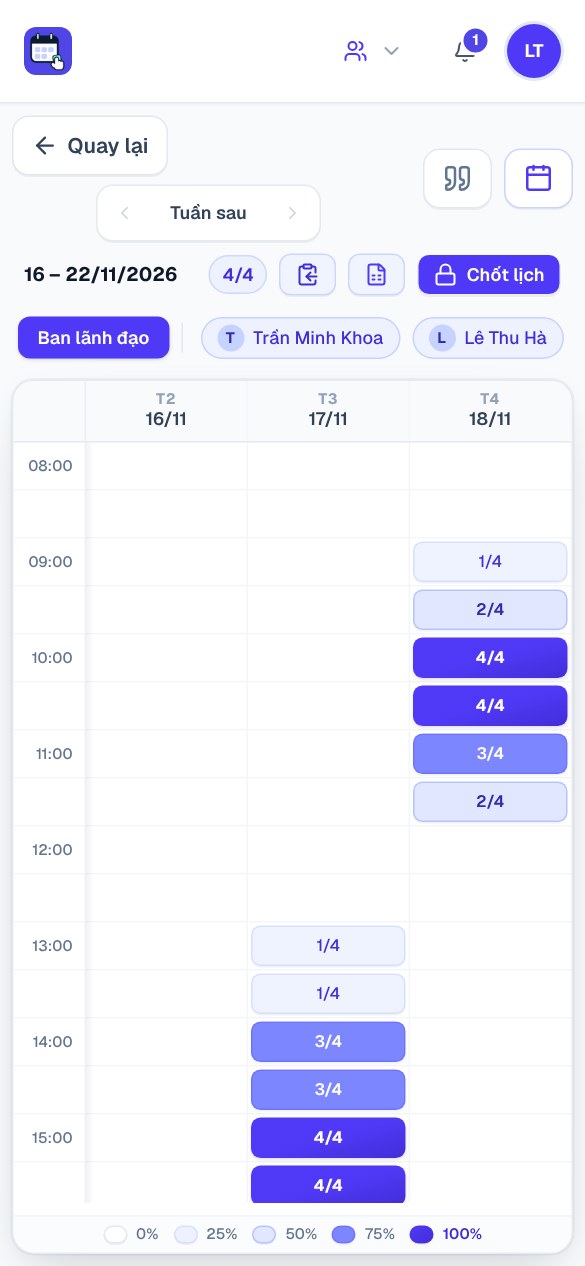 1
LT
Quay lại
Tuần sau
16 – 22/11/2026
4/4
Chốt lịch
Ban lãnh đạo
T Trần Minh Khoa
L Lê Thu Hà
T2 T3 T4
16/11 17/11 18/11
08:00
09:00 1/4
2/4
10:00 4/4
4/4
11:00 3/4
2/4
12:00
13:00 1/4
1/4
14:00 3/4
3/4
15:00 4/4
4/4
0% 25% 50% 75% 100%